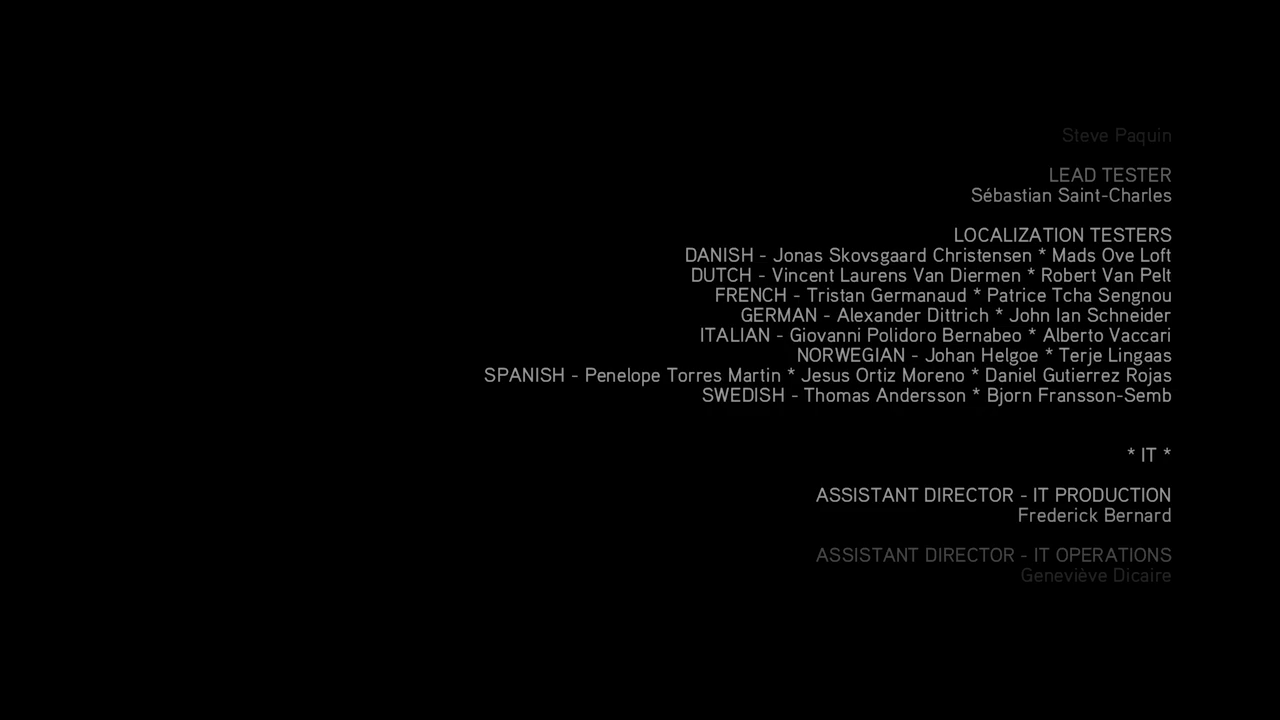 Steve Paquin
LEAD TESTER
Sébastian Saint-Charles
LOCALIZATION TESTERS
DANISH - Jonas Skovsgaard Christensen * Mads Ove Loft
DUTCH - Vincent Laurens Van Diermen * Robert Van Pelt
FRENCH - Tristan Germanaud * Patrice Tcha Sengnou
GERMAN - Alexander Dittrich * John Ian Schneider
ITALIAN - Giovanni Polidoro Bernabeo * Alberto Vaccari
NORWEGIAN - Johan Helgoe * Terje Lingaas
SPANISH - Penelope Torres Martin * Jesus Ortiz Moreno * Daniel Gutierrez Rojas
SWEDISH - Thomas Andersson * Bjorn Fransson-Semb
* IT *
ASSISTANT DIRECTOR - IT PRODUCTION
Frederick Bernard
ASSISTANT DIRECTOR - IT OPERATIONS
Geneviève Dicaire